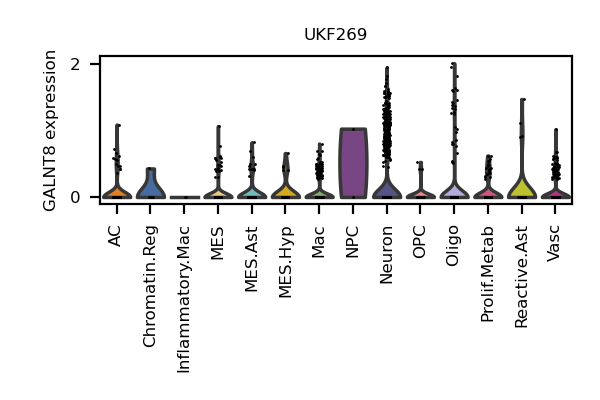 UKF269
GALNT8 expression
2
0
AC
Chromatin.Reg
Inflammatory.Mac
MES
MES.Ast
MES.Hyp
Mac
NPC
Neuron
OPC
Oligo
Prolif.Metab
Reactive.Ast
Vasc